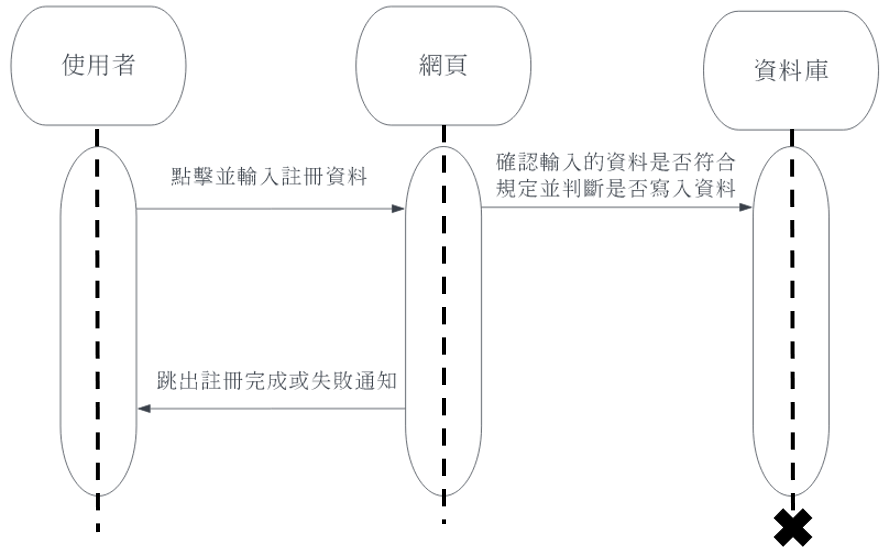 使用者
網頁
資料庫
點擊並輸入註冊資料
確認輸入的資料是否符合
規定並判斷是否寫入資料
跳出註冊完成或失敗通知